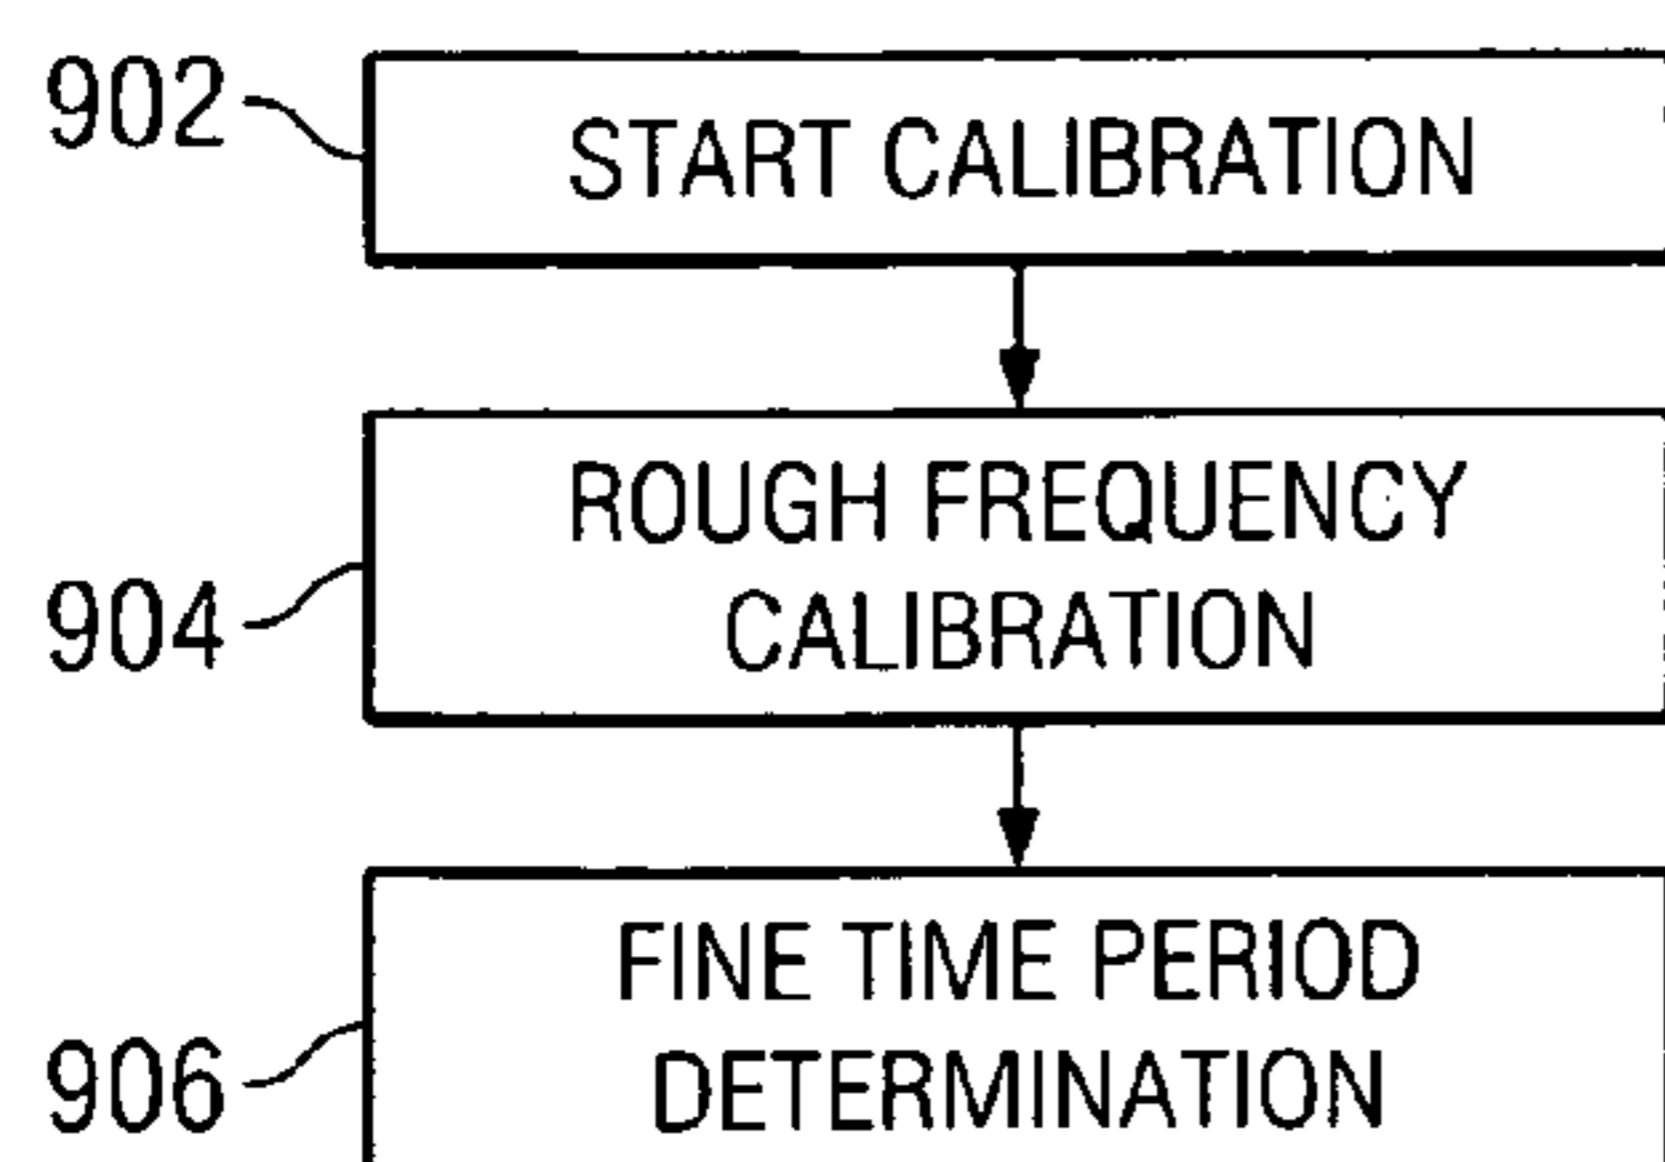 902
START CALIBRATION
ROUGH FREQUENCY
CALIBRATION
904
FINE TIME PERIOD
DETERMINATION
906